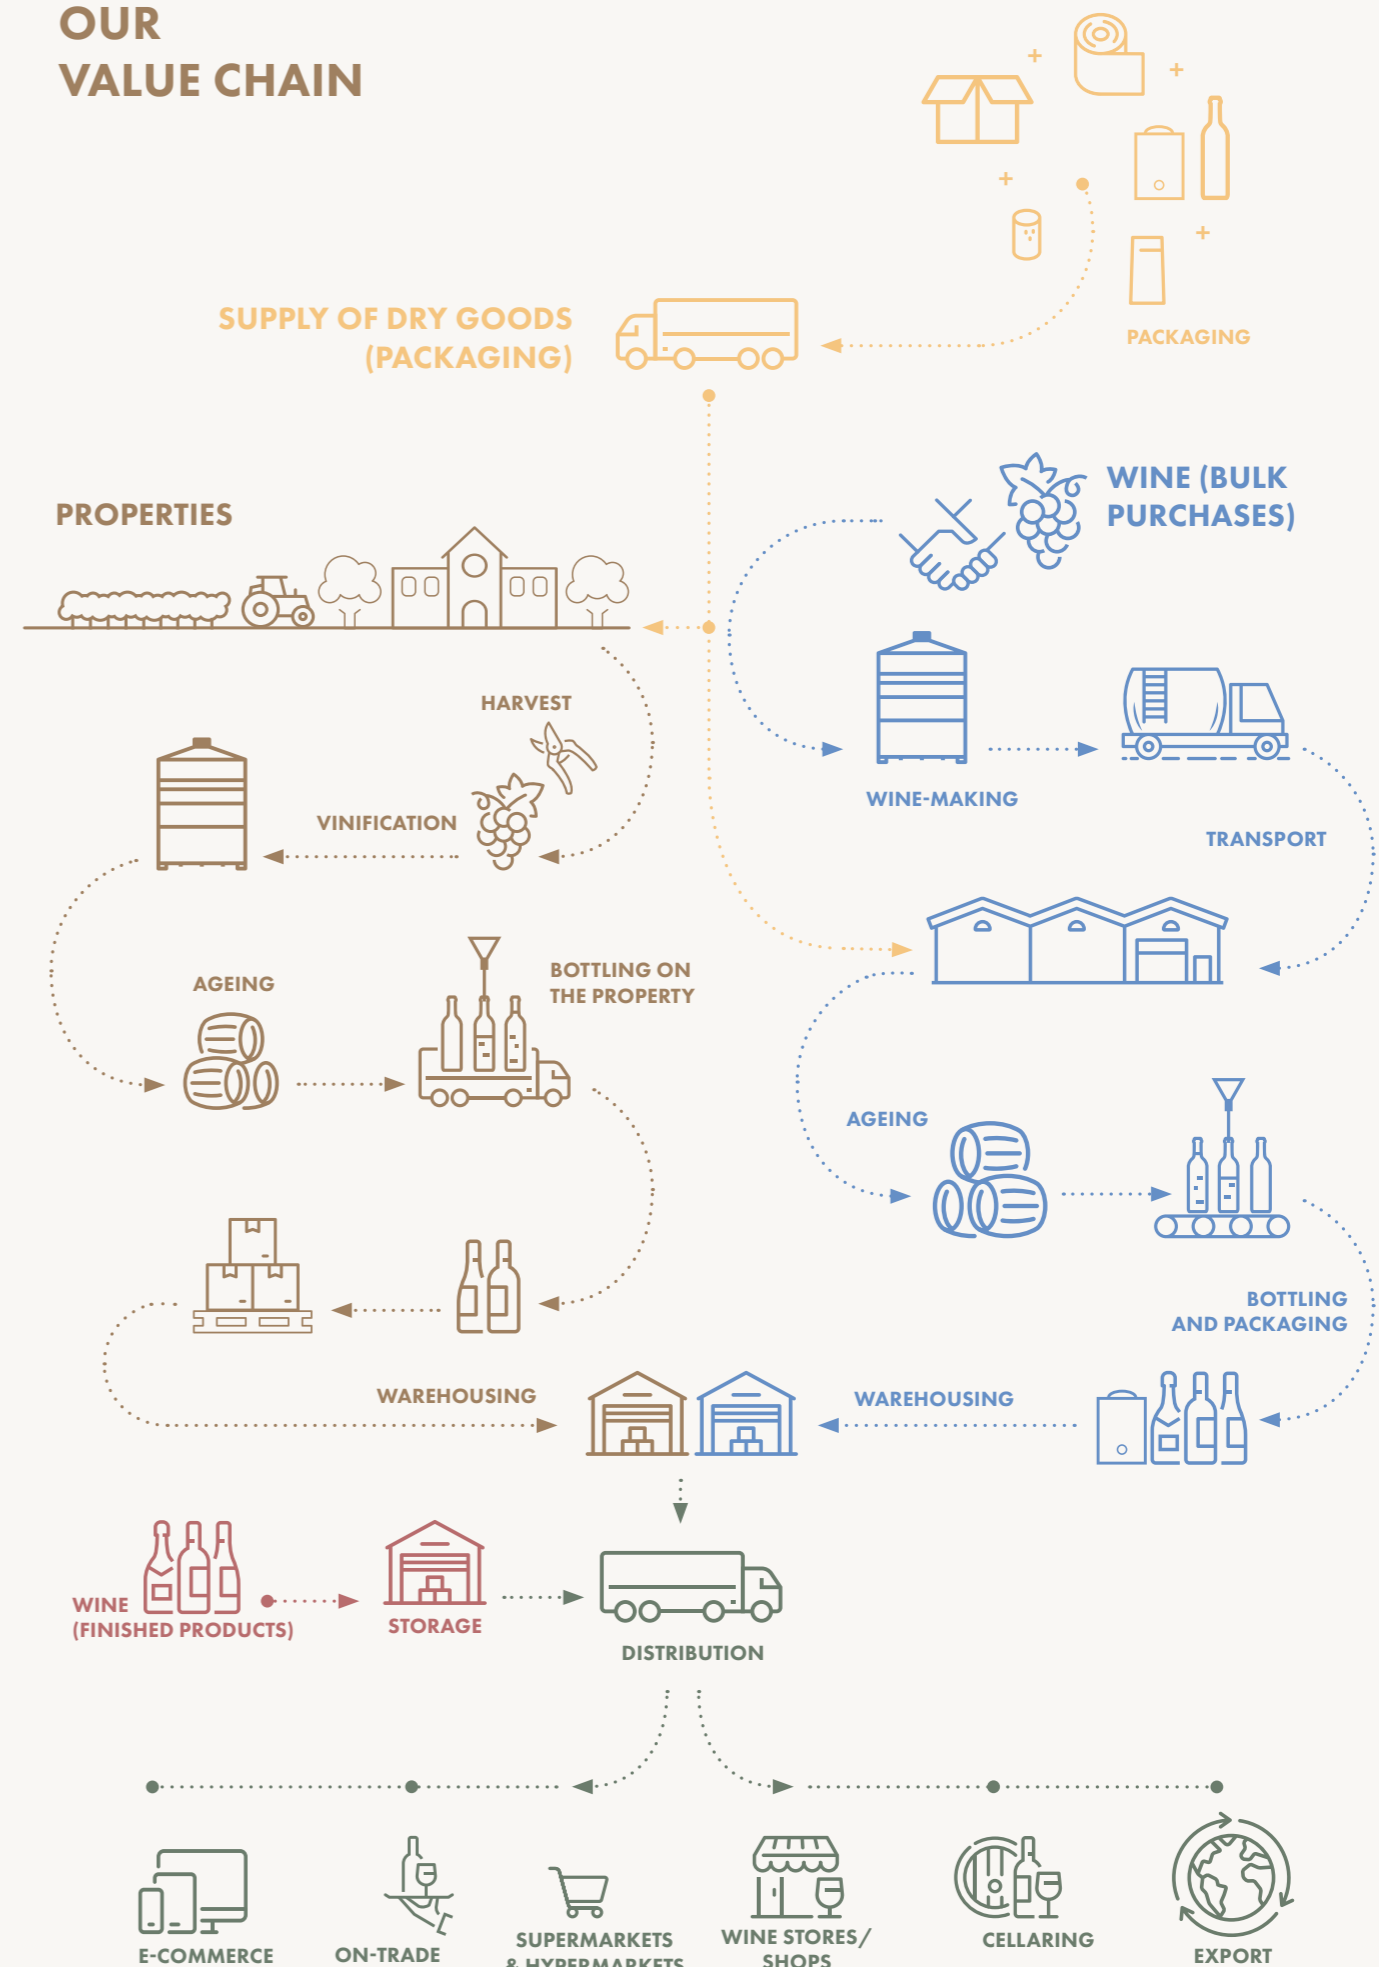 OUR
VALUE CHAIN
PACKAGING
SUPPLY OF DRY GOODS
(PACKAGING)
WINE (BULK
PURCHASES)
PROPERTIES
HARVEST
VINIFICATION
WINE-MAKING
TRANSPORT
AGEING
BOTTLING ON
THE PROPERTY
AGEING
BOTTLING
AND PACKAGING
WAREHOUSING
WAREHOUSING
WINE
(FINISHED PRODUCTS)
STORAGE
DISTRIBUTION
E-COMMERCE
ON-TRADE
SUPERMARKETS
& HYPERMARKETS
WINE STORES/
SHOPS
CELLARING
EXPORT